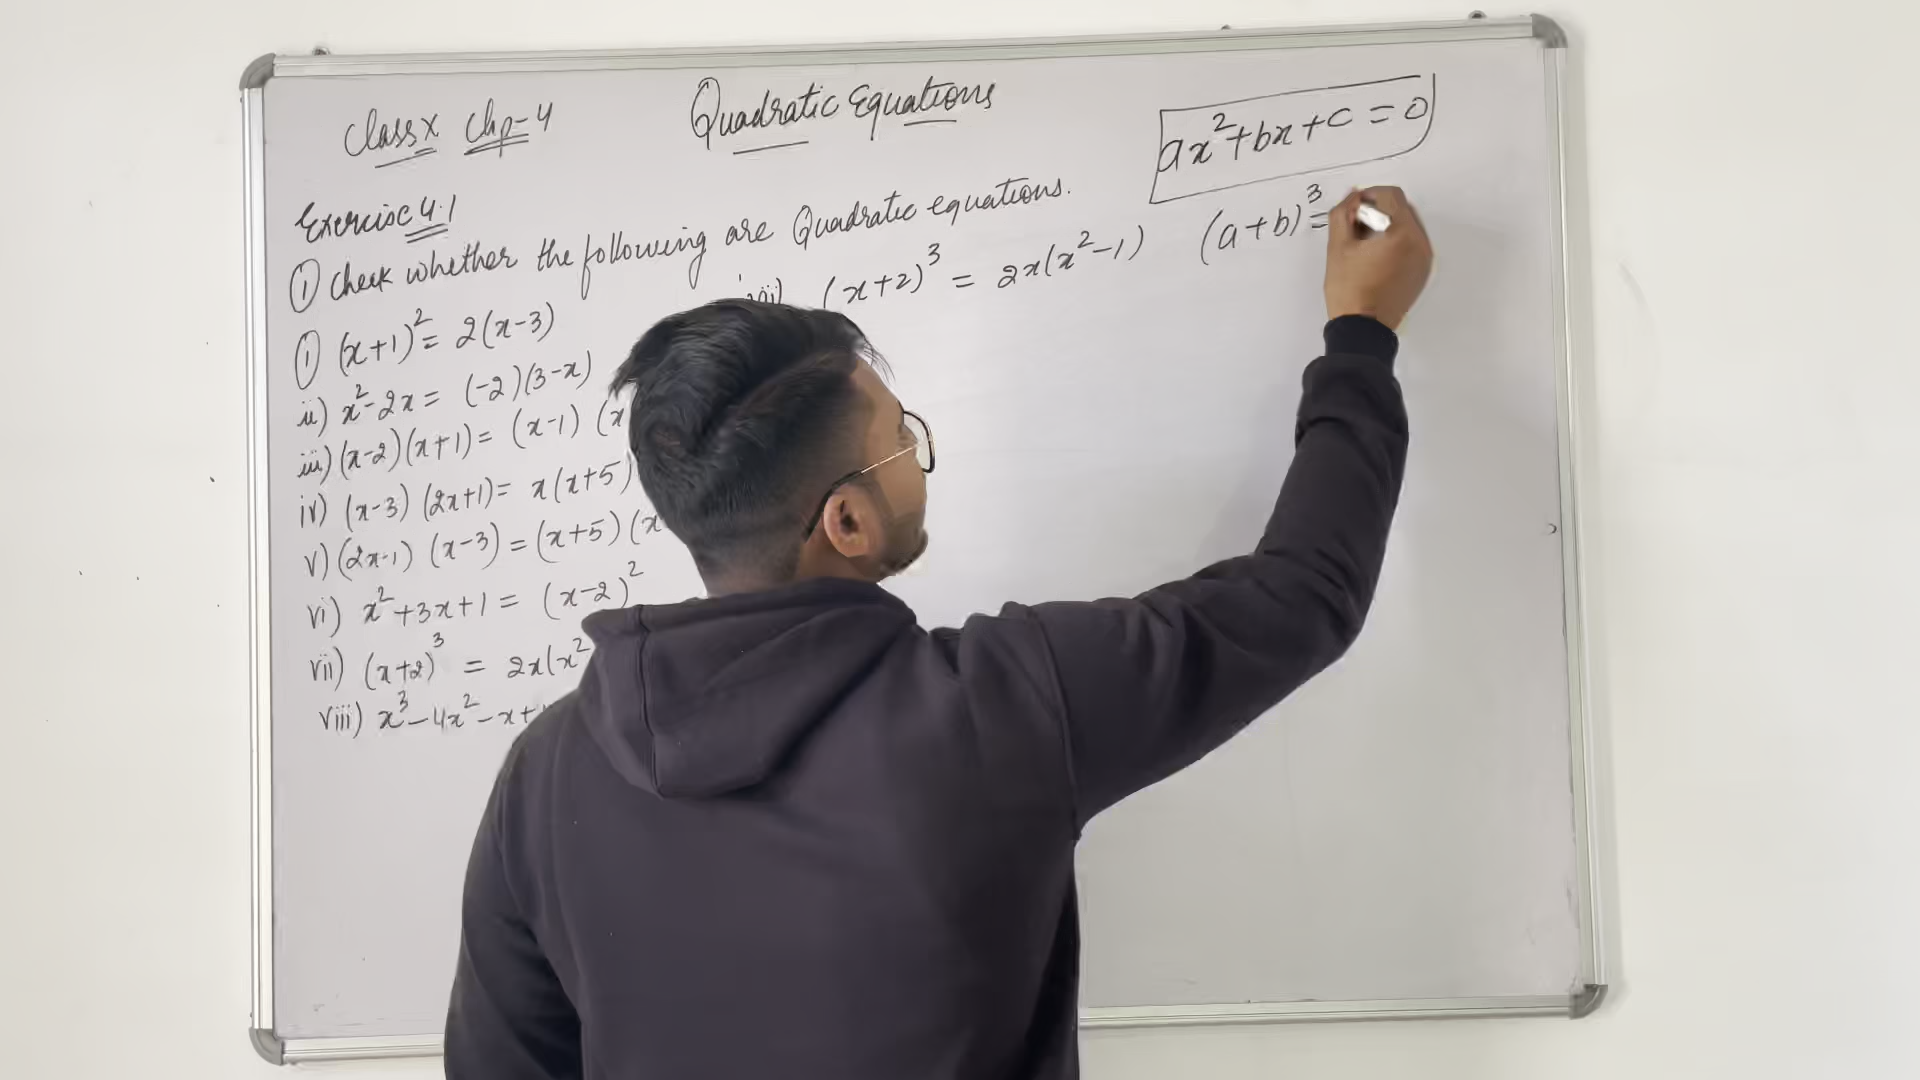 Class x Chp-4
Quadratic Equations
ax²+bx+c=0
Exercise 4.1
① Check whether the following are Quadratic equations.
① (x+1)² = 2(x-3)
ii) x²-2x = (-2)(3-x)
iii) (x-2)(x+1) = (x-1) (x
iv) (x-3) (2x+1) = x(x+5)
v) (2x-1) (x-3) = (x+5) (x
vi) x²+3x+1 = (x-2)²
vii) (x+2)³ = 2x(x²
viii) x³-4x²-x+
(x+2)³ = 2x(x²-1)
(a+b)³=